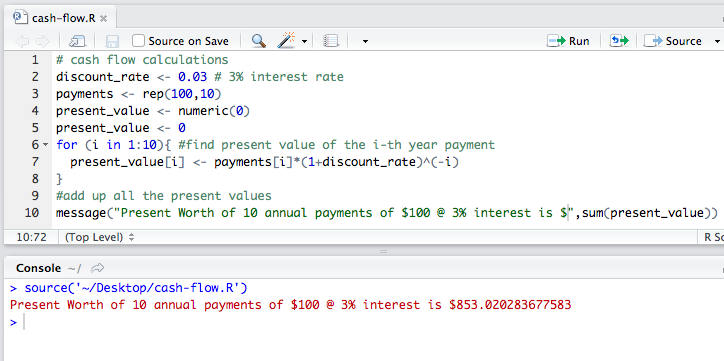 cash-flow.R
Source on Save
Run
Source
1 # cash flow calculations
2 discount_rate <- 0.03 # 3% interest rate
3 payments <- rep(100,10)
4 present_value <- numeric(0)
5 present_value <- 0
6 for (i in 1:10){ #find present value of the i-th year payment
7 present_value[i] <- payments[i]*(1+discount_rate)^(-i)
8 }
9 #add up all the present values
10 message("Present Worth of 10 annual payments of $100 @ 3% interest is $",sum(present_value))
10:72 (Top Level) R Sc
Console ~/
> source('~/Desktop/cash-flow.R')
Present Worth of 10 annual payments of $100 @ 3% interest is $853.020283677583
>